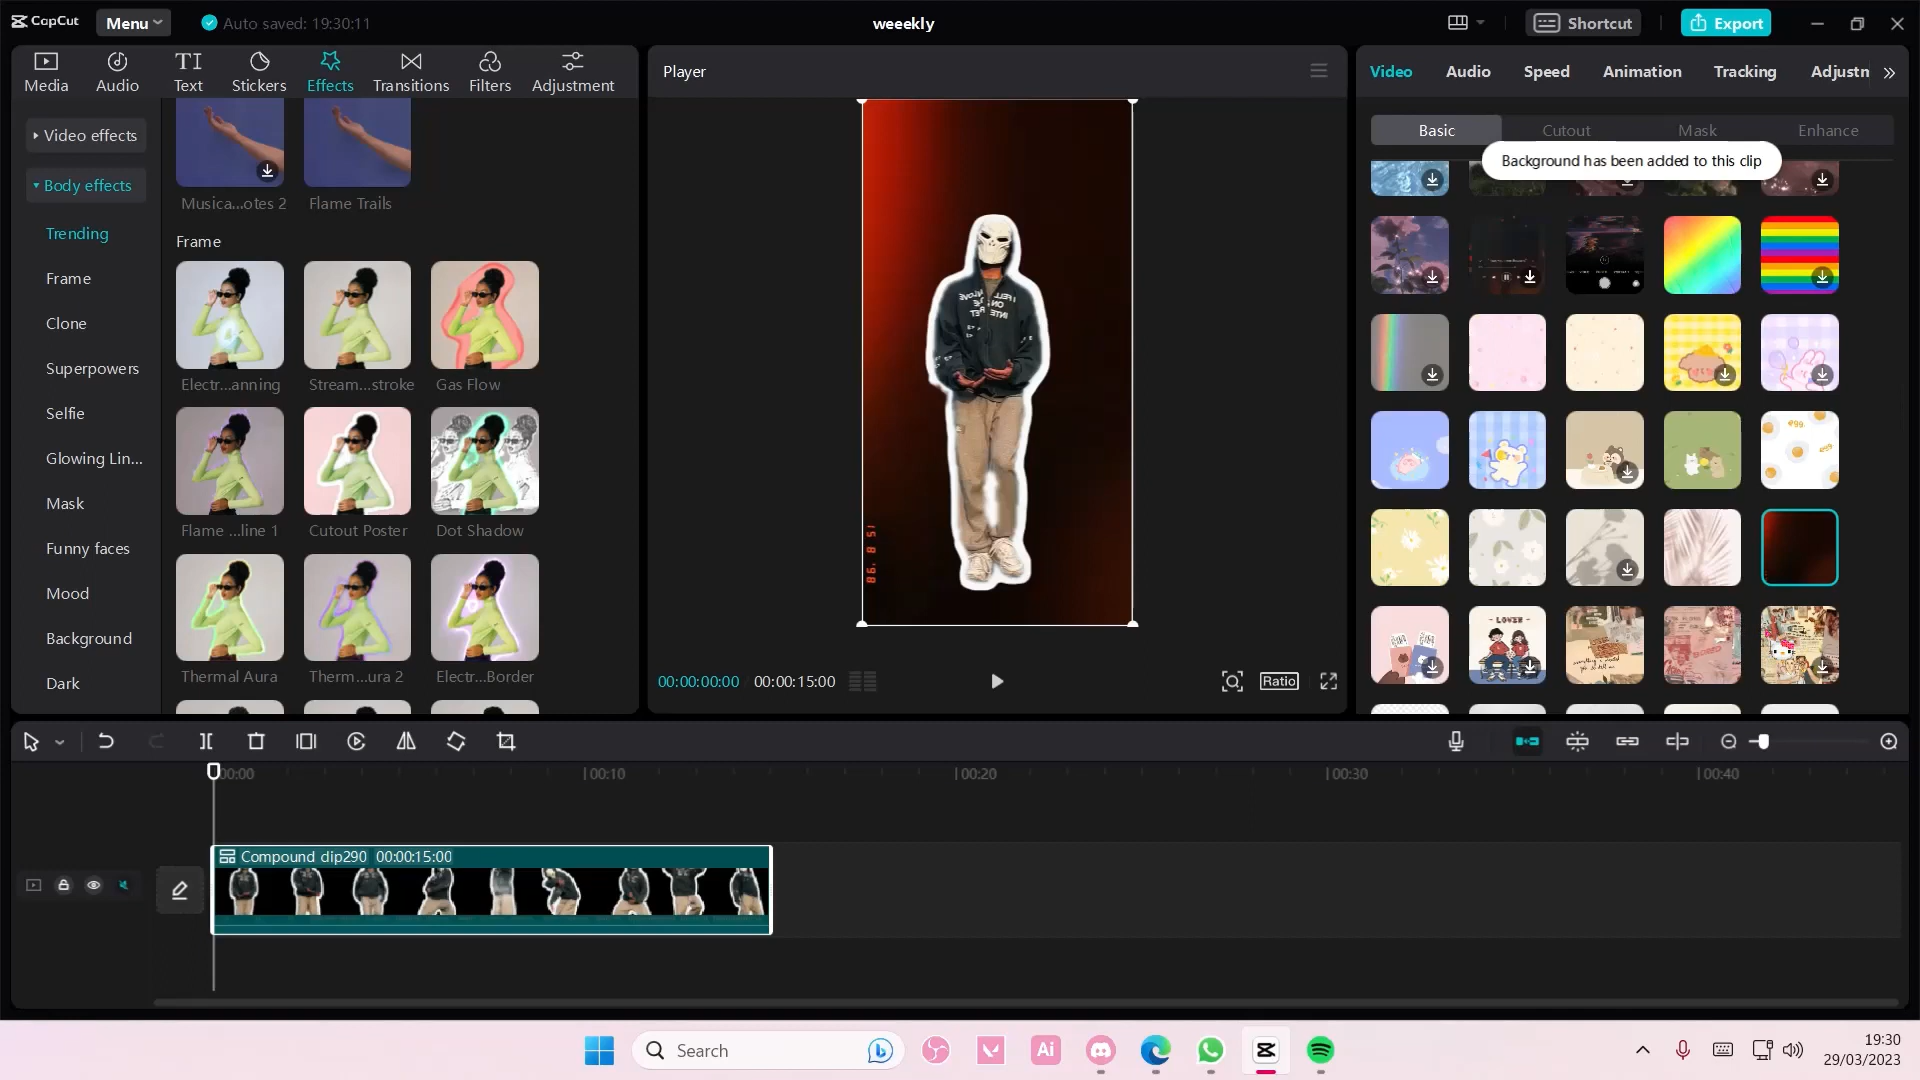 CapCut
Menu
Auto saved: 19:30:11
weeekly
Shortcut
Export
Media
Audio
Text
Stickers
Effects
Transitions
Filters
Adjustment
Player
Video
Audio
Speed
Animation
Tracking
Adjustn
Video effects
Body effects
Trending
Frame
Clone
Superpowers
Selfie
Glowing Lin...
Mask
Funny faces
Mood
Background
Dark
Musica...otes 2
Flame Trails
Frame
Electr...anning
Stream...stroke
Gas Flow
Flame ...line 1
Cutout Poster
Dot Shadow
Thermal Aura
Therm...ura 2
Electr...Border
00:00:00:00
00:00:15:00
Ratio
Basic
Cutout
Mask
Enhance
Background has been added to this clip
LOVER
00:00
00:10
00:20
00:30
00:40
Compound clip290 00:00:15:00
Search
Ai
19:30
29/03/2023